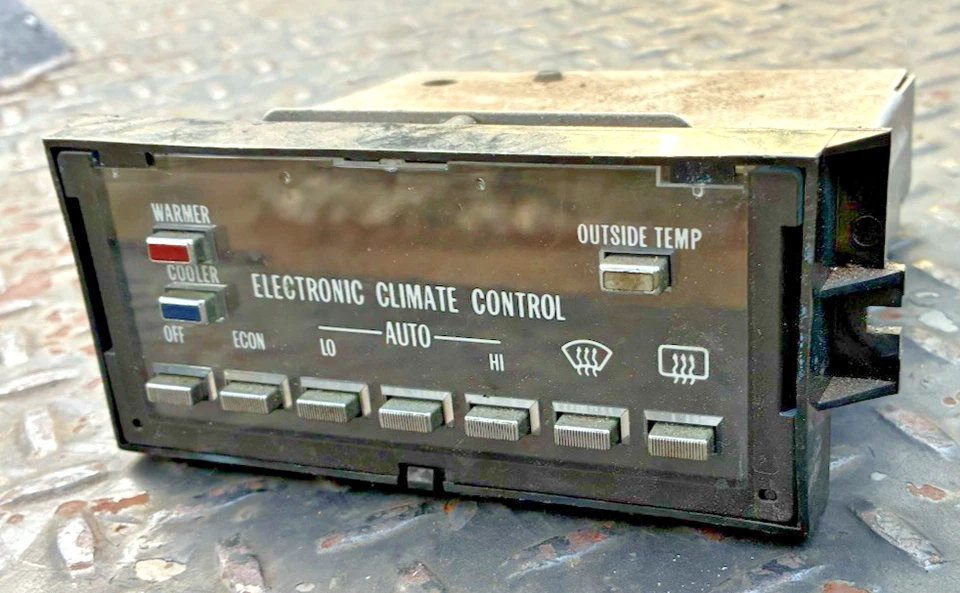 WARMER
OUTSIDE TEMP
COOLER
ELECTRONIC CLIMATE CONTROL
OFF ECON LO AUTO HI